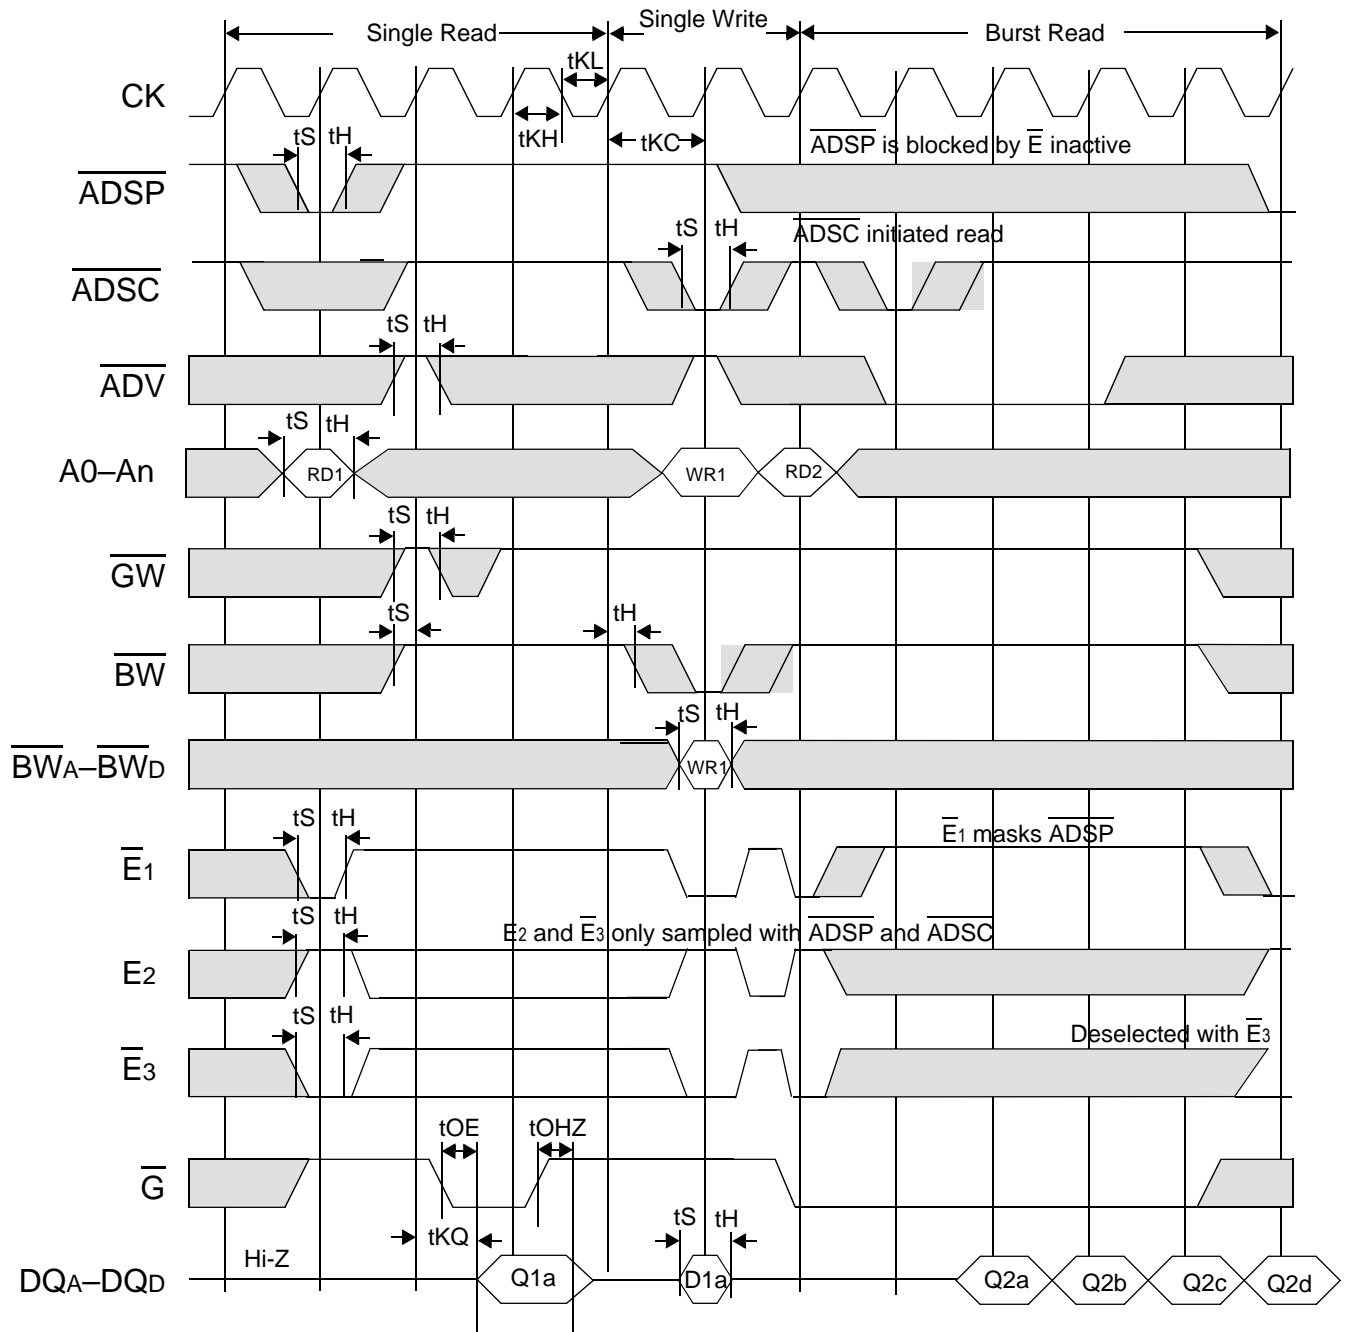 Single Read
Single Write
Burst Read
CK
tKL
tKH
tKC
ADSP is blocked by E inactive
tS tH
ADSP
tS tH
ADSC initiated read
ADSC
tS tH
ADV
tS tH
A0–An
RD1
WR1
RD2
tS tH
GW
tS
tH
BW
tS tH
BWA–BWD
WR1
tS tH
E1 masks ADSP
E1
tS tH
E2 and E3 only sampled with ADSP and ADSC
E2
tS tH
Deselected with E3
E3
tOE
tOHZ
G
tKQ
tS tH
Hi-Z
DQA–DQD
Q1a
D1a
Q2a
Q2b
Q2c
Q2d